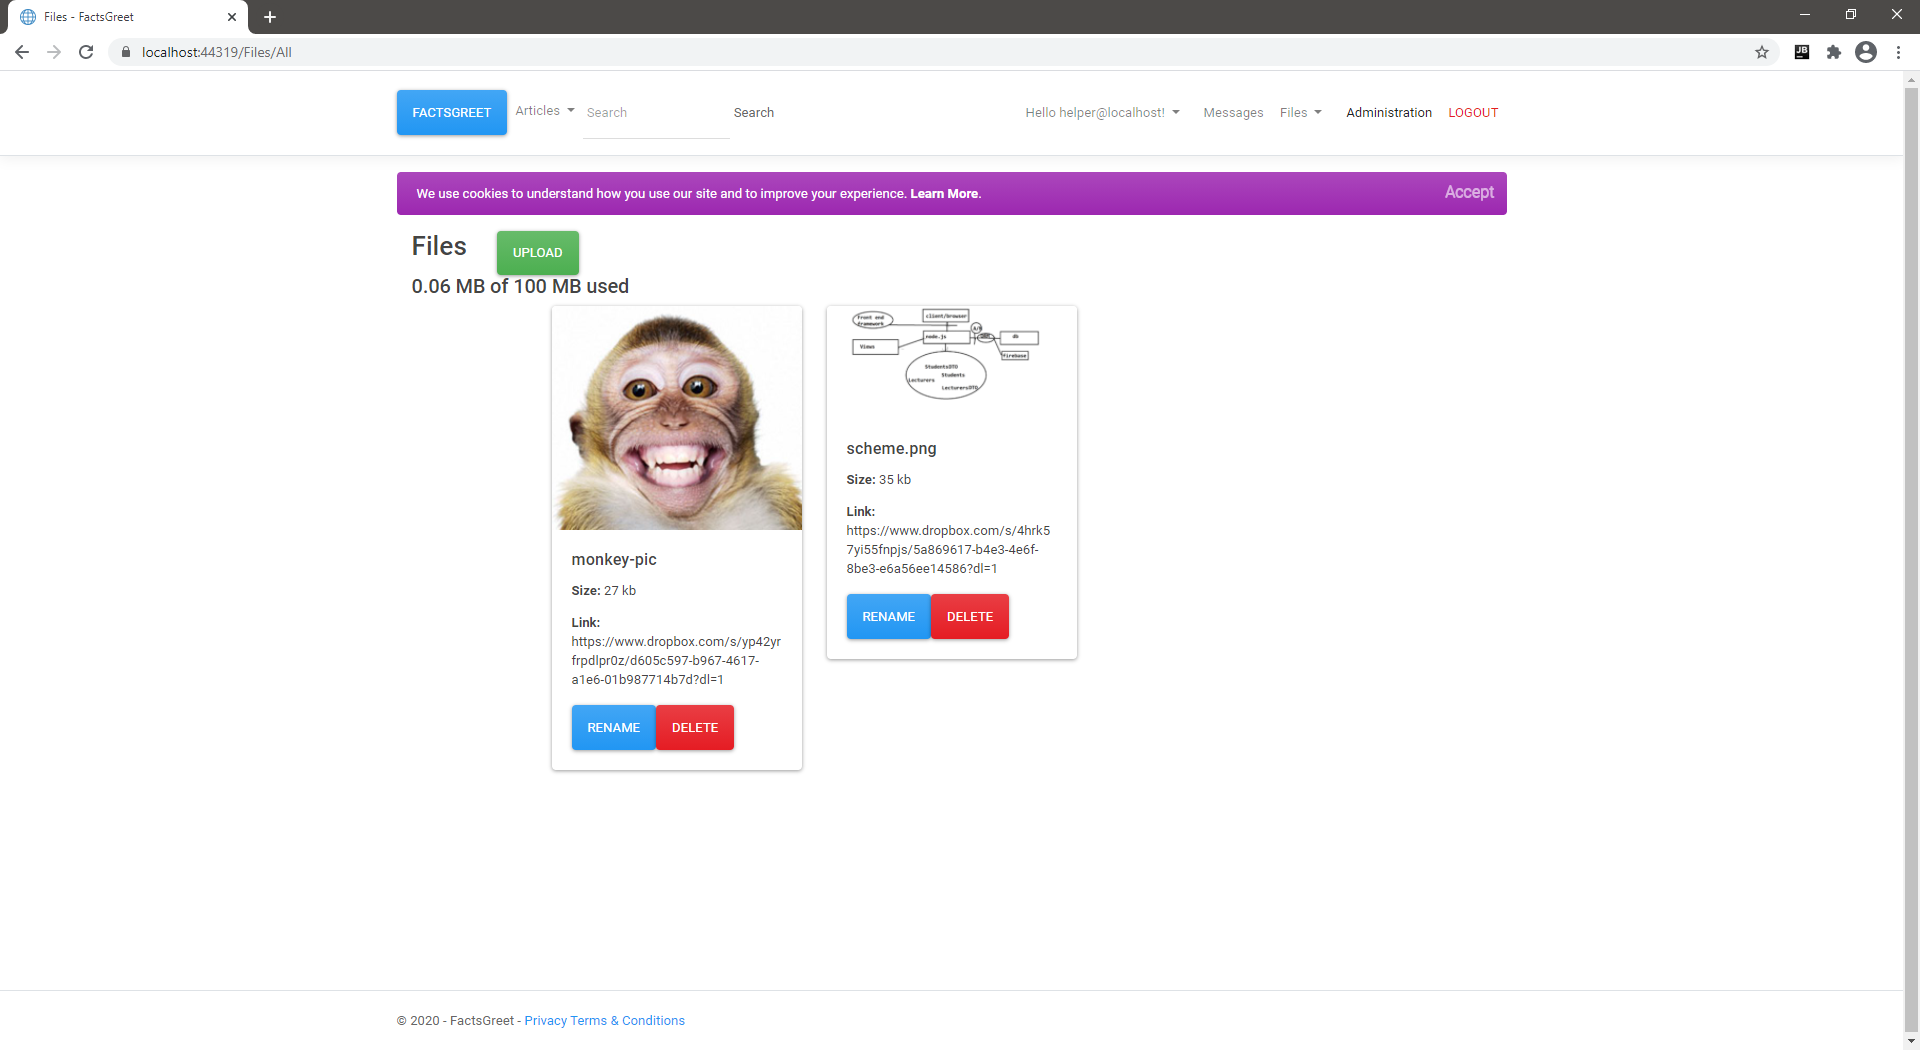 Files - FactsGreet
localhost:44319/Files/All
FACTSGREET
Articles
Search
Search
Hello helper@localhost!
Messages
Files
Administration
LOGOUT
We use cookies to understand how you use our site and to improve your experience. Learn More.
Accept
Files
UPLOAD
0.06 MB of 100 MB used
monkey-pic
Size: 27 kb
Link:
https://www.dropbox.com/s/yp42yr
frpdlpr0z/d605c597-b967-4617-
a1e6-01b987714b7d?dl=1
RENAME
DELETE
Front end
framework
client/browser
A/R
node.js
db
Views
firebase
StudentsDTO
Students
Lecturers
LecturersDTO
scheme.png
Size: 35 kb
Link:
https://www.dropbox.com/s/4hrk5
7yi55fnpjs/5a869617-b4e3-4e6f-
8be3-e6a56ee14586?dl=1
RENAME
DELETE
© 2020 - FactsGreet - Privacy Terms & Conditions